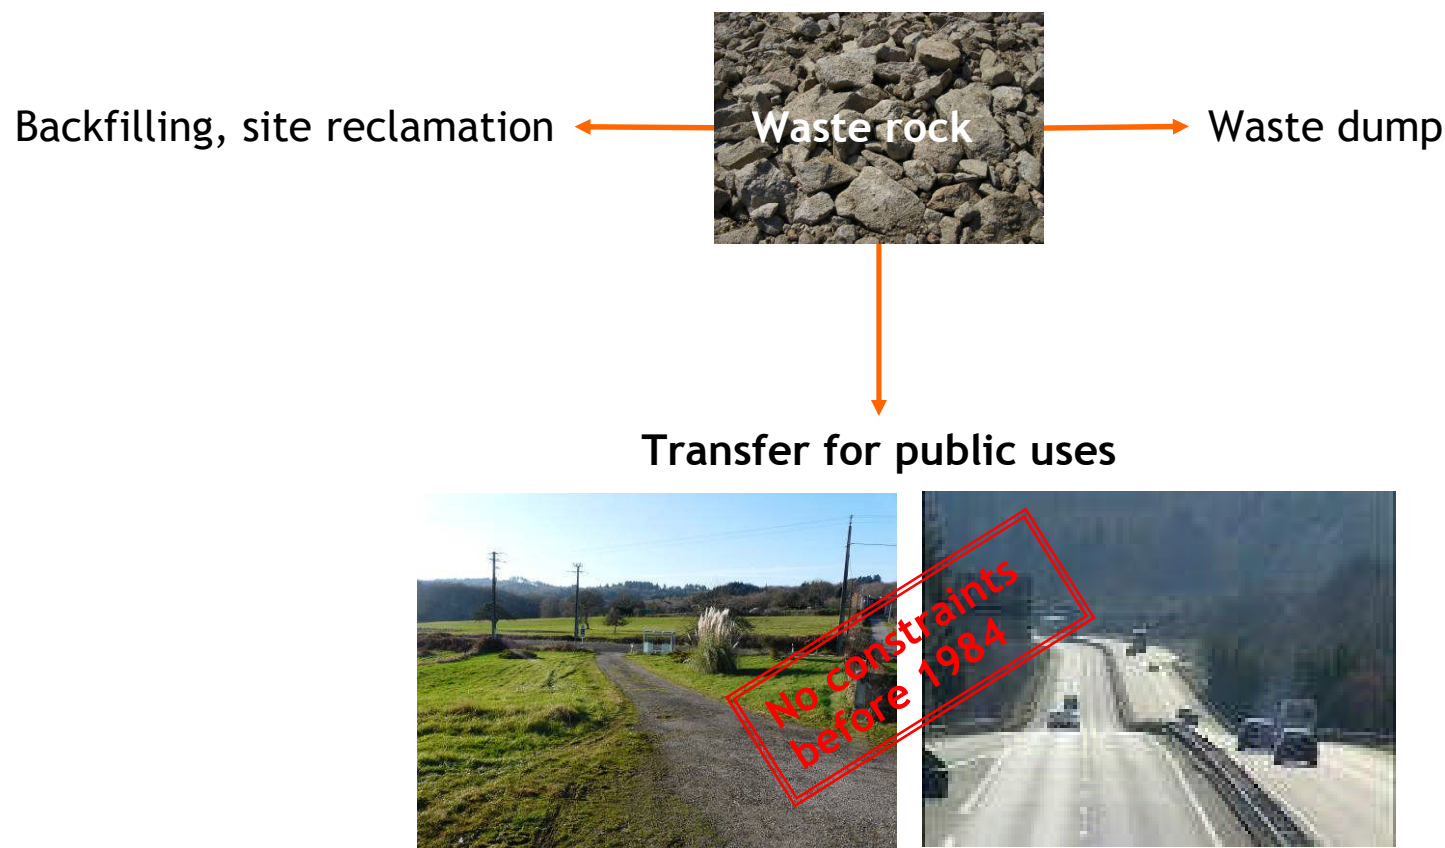 Backfilling, site reclamation
Waste rock
Waste dump
Transfer for public uses
No constraints
before 1984